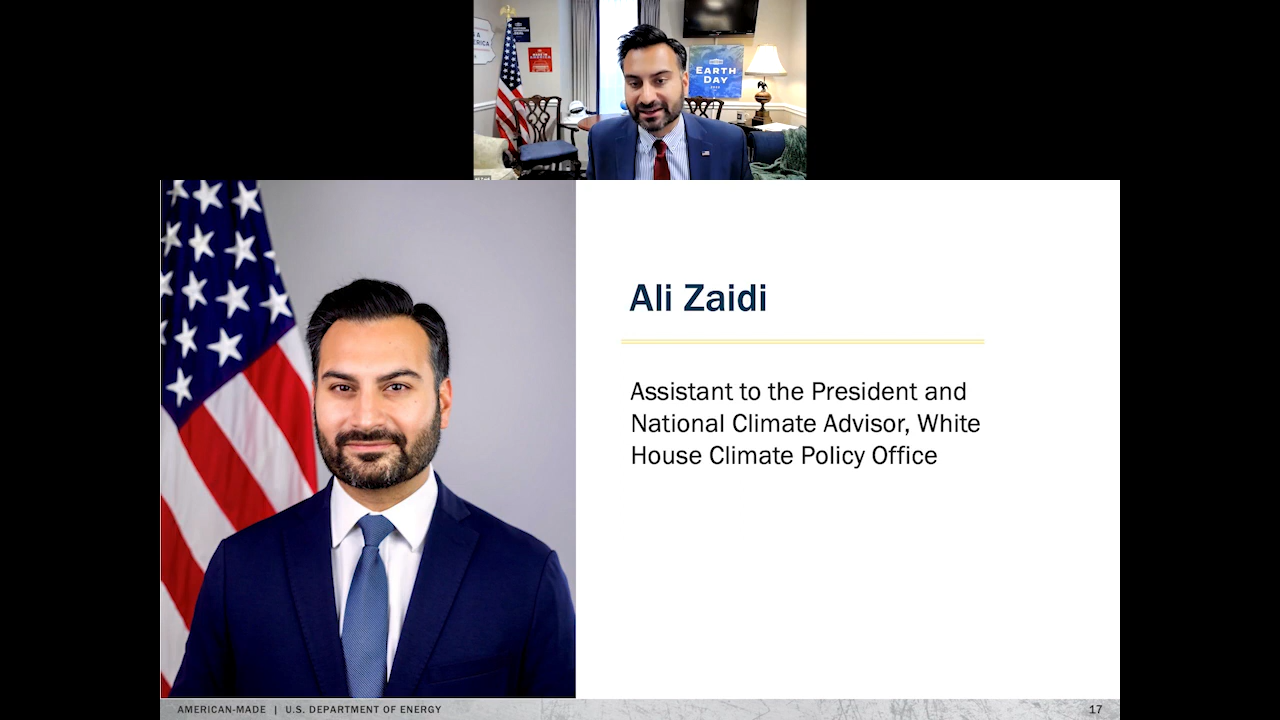 EARTH
DAY
Ali Zaidi
Assistant to the President and
National Climate Advisor, White
House Climate Policy Office
AMERICAN-MADE | U.S. DEPARTMENT OF ENERGY
17